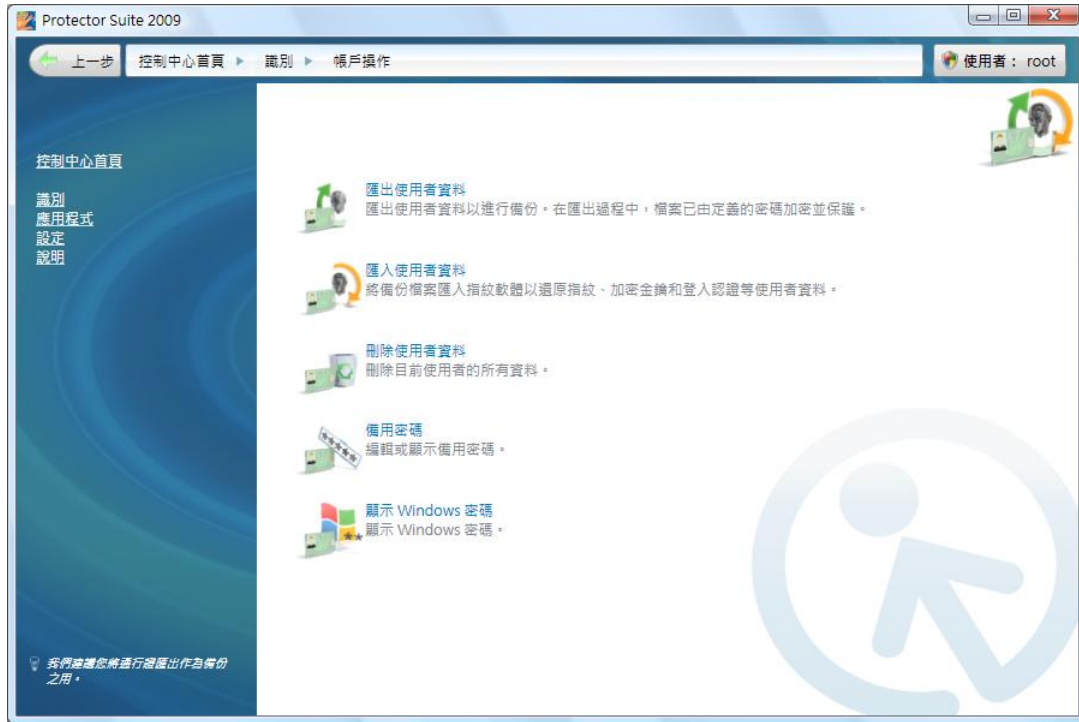 Protector Suite 2009
上一步
控制中心首頁
識別
帳戶操作
使用者： root
控制中心首頁
識別
應用程式
設定
說明
匯出使用者資料
匯出使用者資料以進行備份。在匯出過程中，檔案已由定義的密碼加密並保護。
匯入使用者資料
將備份檔案匯入指紋軟體以還原指紋、加密金鑰和登入認證等使用者資料。
刪除使用者資料
刪除目前使用者的所有資料。
備用密碼
編輯或顯示備用密碼。
顯示 Windows 密碼
顯示 Windows 密碼。
我們建議您將通行證匯出作為備份
之用。